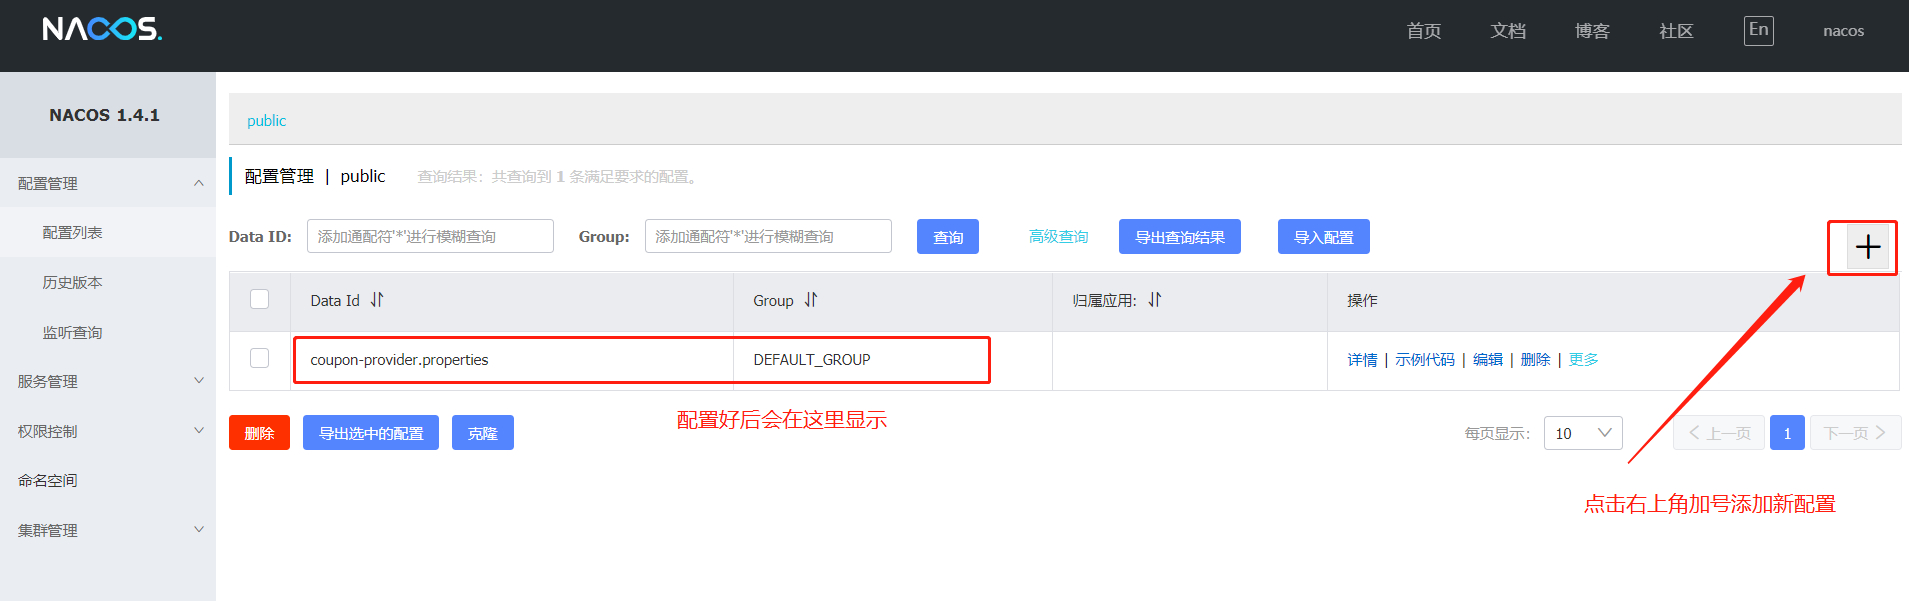 NACOS.
首页 文档 博客 社区 En nacos
NACOS 1.4.1
配置管理
配置列表
历史版本
监听查询
服务管理
权限控制
命名空间
集群管理
public
配置管理 | public 查询结果：共查询到 1 条满足要求的配置。
Data ID: 添加通配符'*'进行模糊查询 Group: 添加通配符'*'进行模糊查询 查询 高级查询 导出查询结果 导入配置
Data Id Group 归属应用: 操作
coupon-provider.properties DEFAULT_GROUP 详情 | 示例代码 | 编辑 | 删除 | 更多
配置好后会在这里显示
删除 导出选中的配置 克隆 每页显示: 10 上一页 1 下一页
点击右上角加号添加新配置